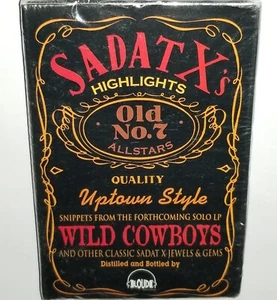 SADAT X's
HIGHLIGHTS
Old
No.7
ALLSTARS
QUALITY
Uptown Style
SNIPPETS FROM THE FORTHCOMING SOLO LP
WILD COWBOYS
AND OTHER CLASSIC SADAT X JEWELS & GEMS
Distilled and Bottled by
LOUD